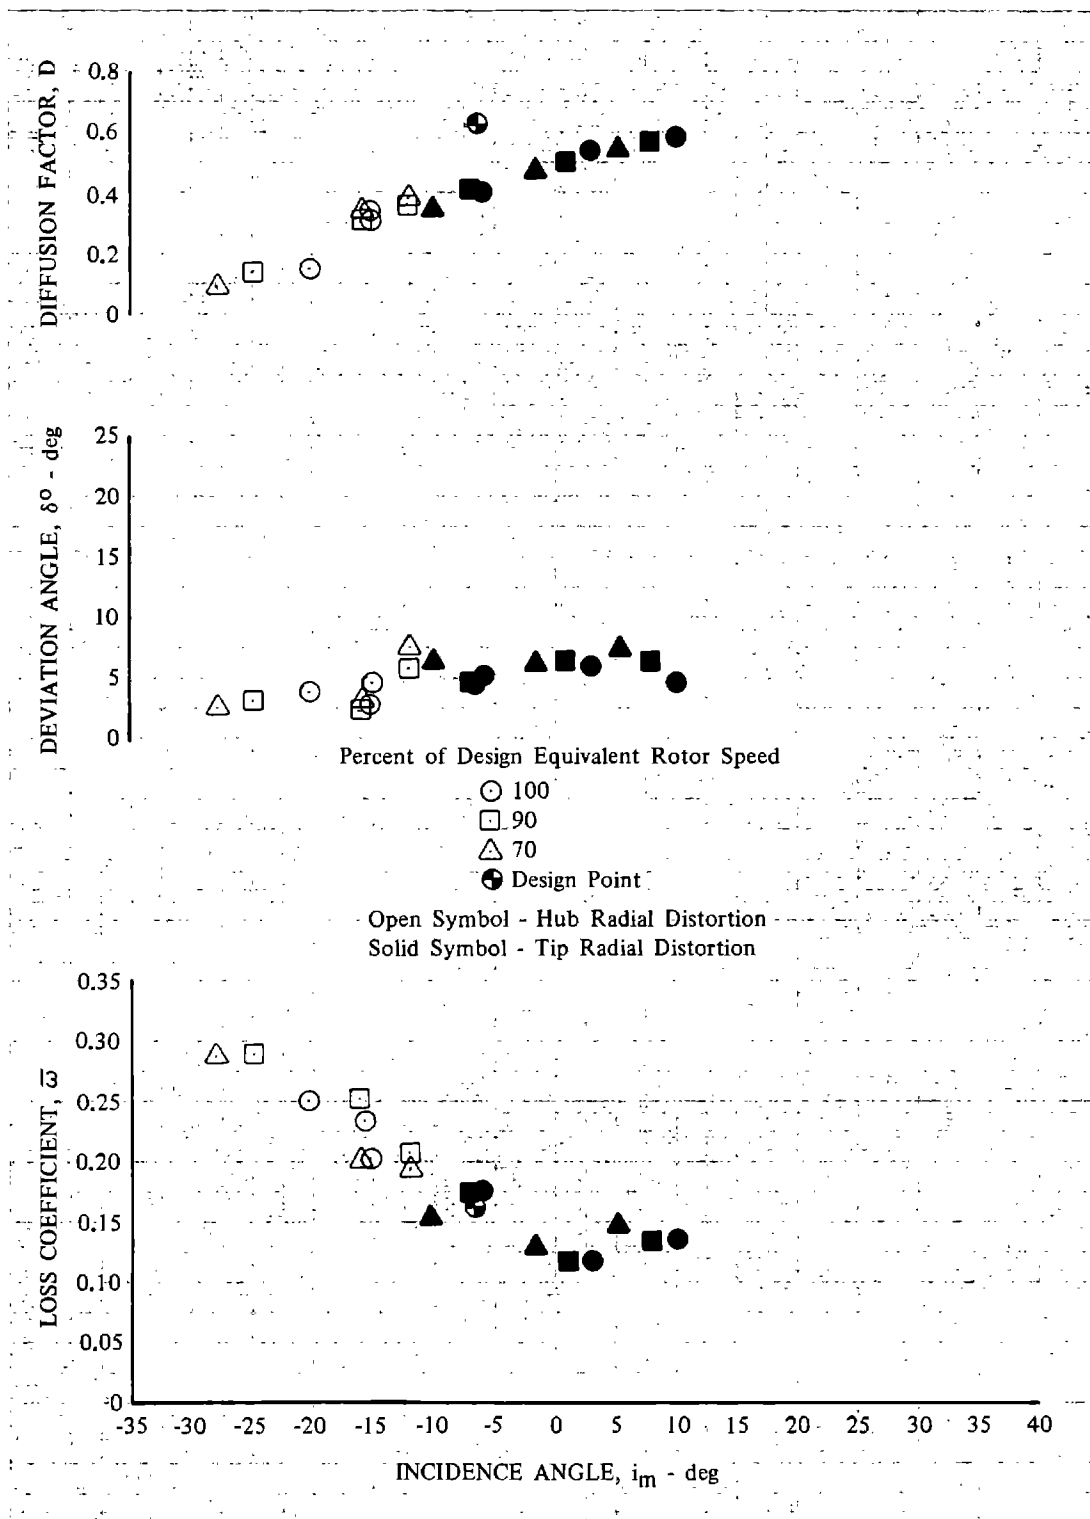 DIFFUSION FACTOR, D
0.8
0.6
0.4
0.2
0
DEVIATION ANGLE, δ° - deg
25
20
15
10
5
0
Percent of Design Equivalent Rotor Speed
100
90
70
Design Point
Open Symbol - Hub Radial Distortion
Solid Symbol - Tip Radial Distortion
LOSS COEFFICIENT, ω̅
0.35
0.30
0.25
0.20
0.15
0.10
0.05
0
-35 -30 -25 -20 -15 -10 -5 0 5 10 15 20 25 30 35 40
INCIDENCE ANGLE, im - deg